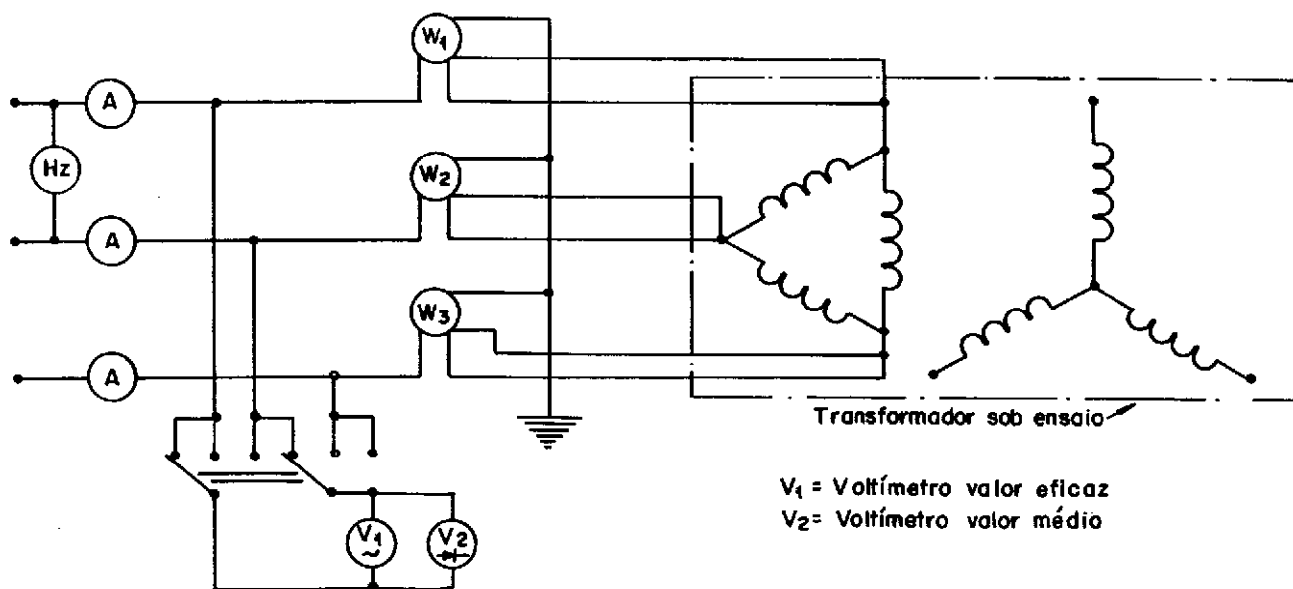 W1
A
Hz
W2
A
W3
A
Transformador sob ensaio
V1 = Voltímetro valor eficaz
V2= Voltímetro valor médio
V1
~
V2